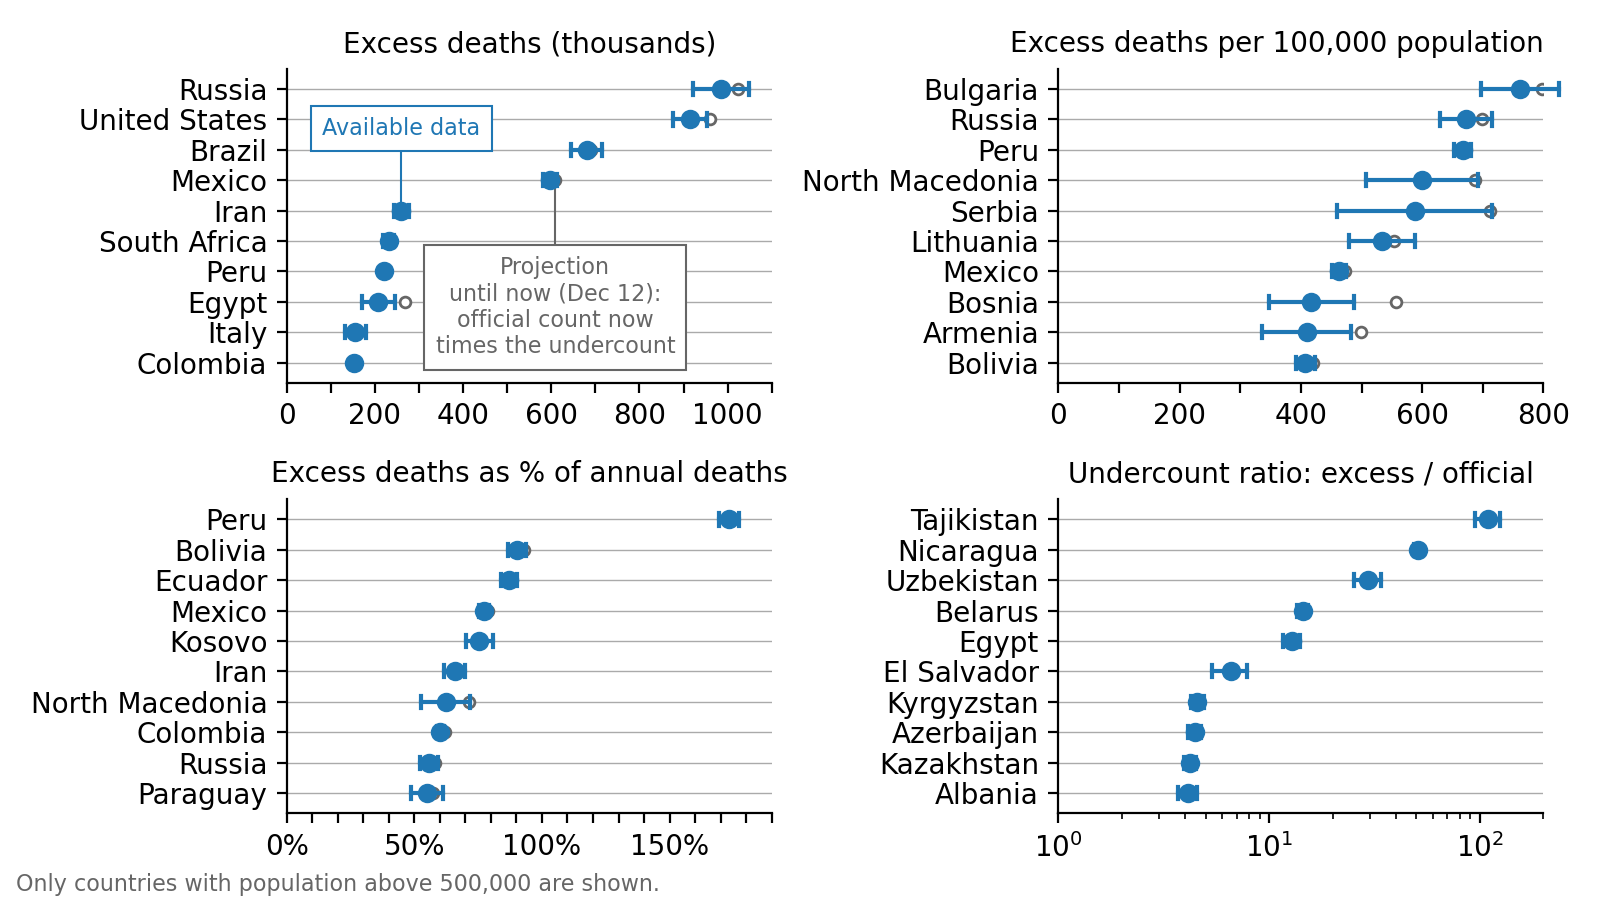 Excess deaths (thousands)
Russia
United States
Brazil
Mexico
Iran
South Africa
Peru
Egypt
Italy
Colombia
Available data
Projection
until now (Dec 12):
official count now
times the undercount
0 200 400 600 800 1000
Excess deaths per 100,000 population
Bulgaria
Russia
Peru
North Macedonia
Serbia
Lithuania
Mexico
Bosnia
Armenia
Bolivia
0 200 400 600 800
Excess deaths as % of annual deaths
Peru
Bolivia
Ecuador
Mexico
Kosovo
Iran
North Macedonia
Colombia
Russia
Paraguay
0% 50% 100% 150%
Undercount ratio: excess / official
Tajikistan
Nicaragua
Uzbekistan
Belarus
Egypt
El Salvador
Kyrgyzstan
Azerbaijan
Kazakhstan
Albania
10⁰ 10¹ 10²
Only countries with population above 500,000 are shown.